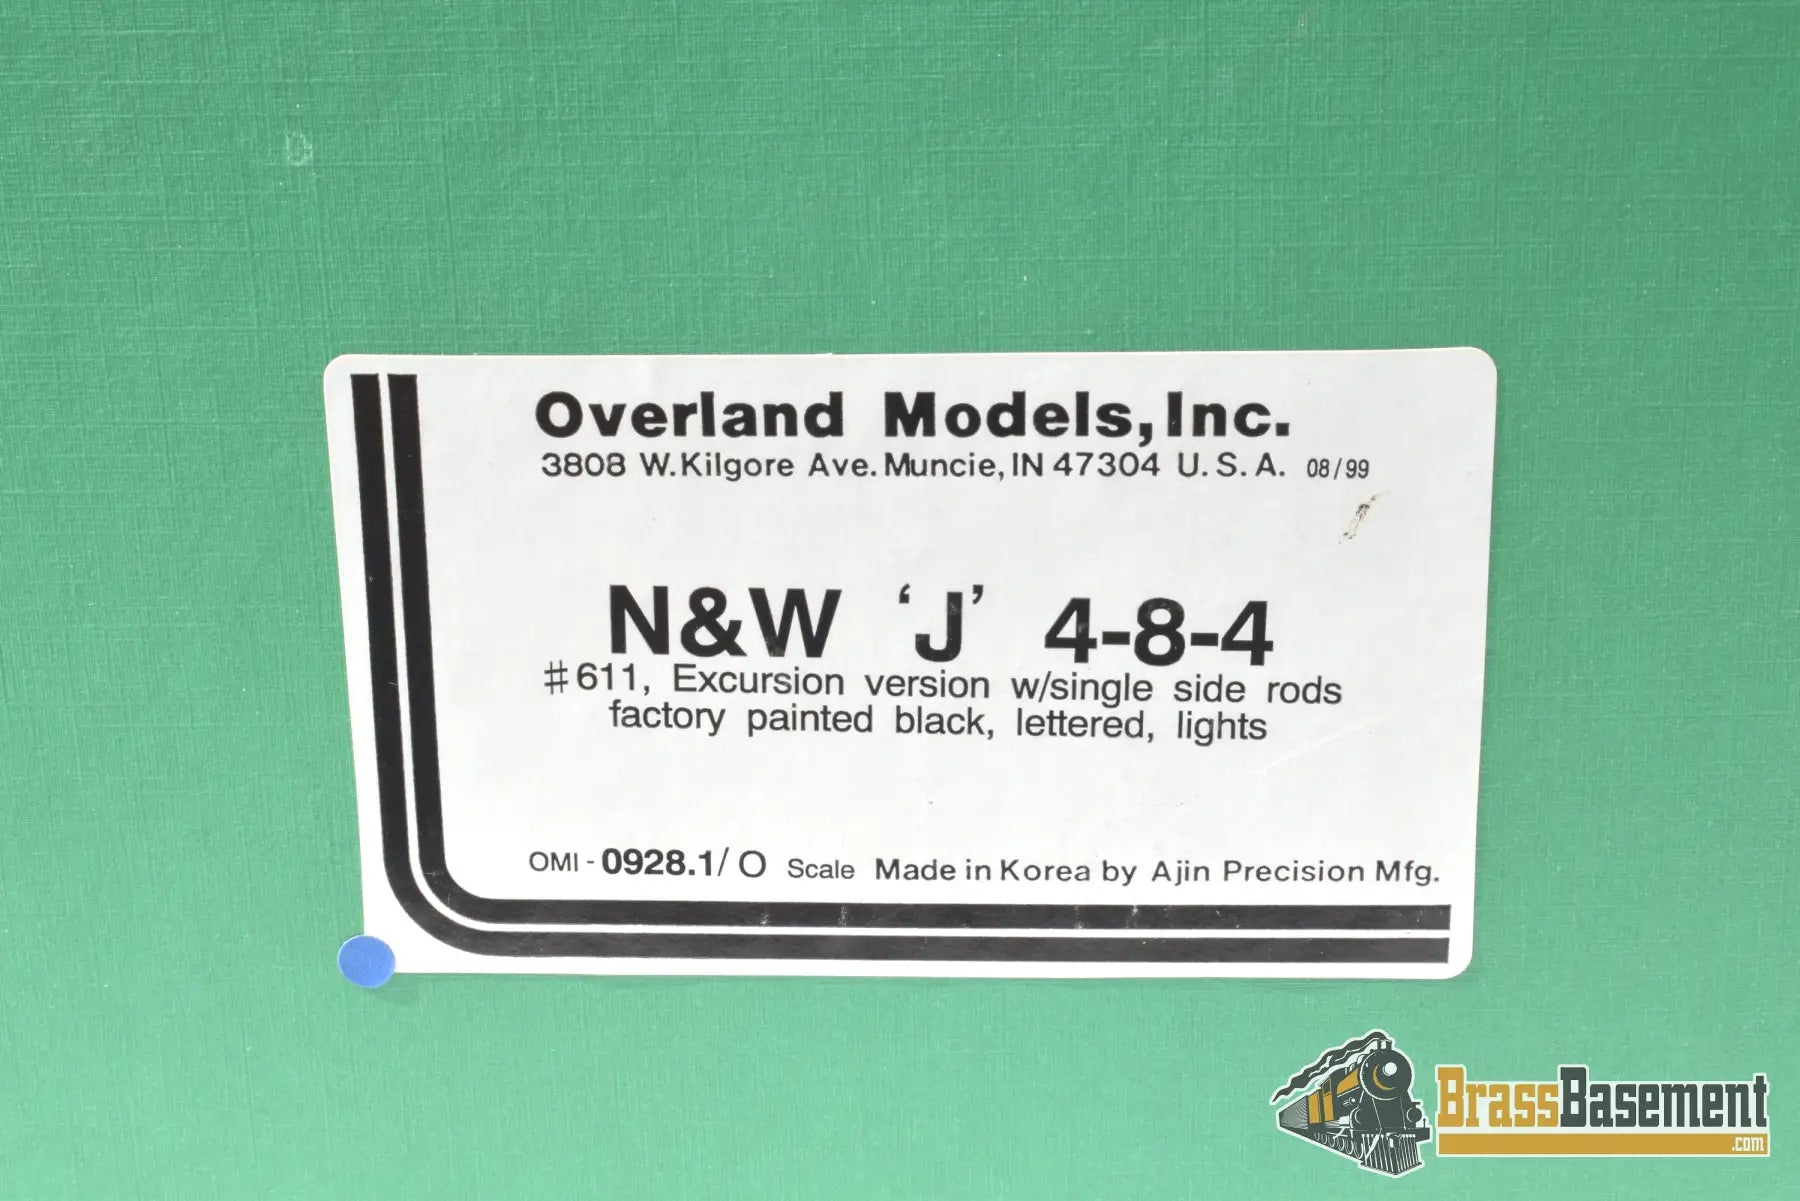 Overland Models, Inc.
3808 W. Kilgore Ave. Muncie, IN 47304 U. S. A. 08/99
N&W ‘J’ 4-8-4
#611, Excursion version w/single side rods
factory painted black, lettered, lights
OMI - 0928.1/ O Scale Made in Korea by Ajin Precision Mfg.
BrassBasement
.com